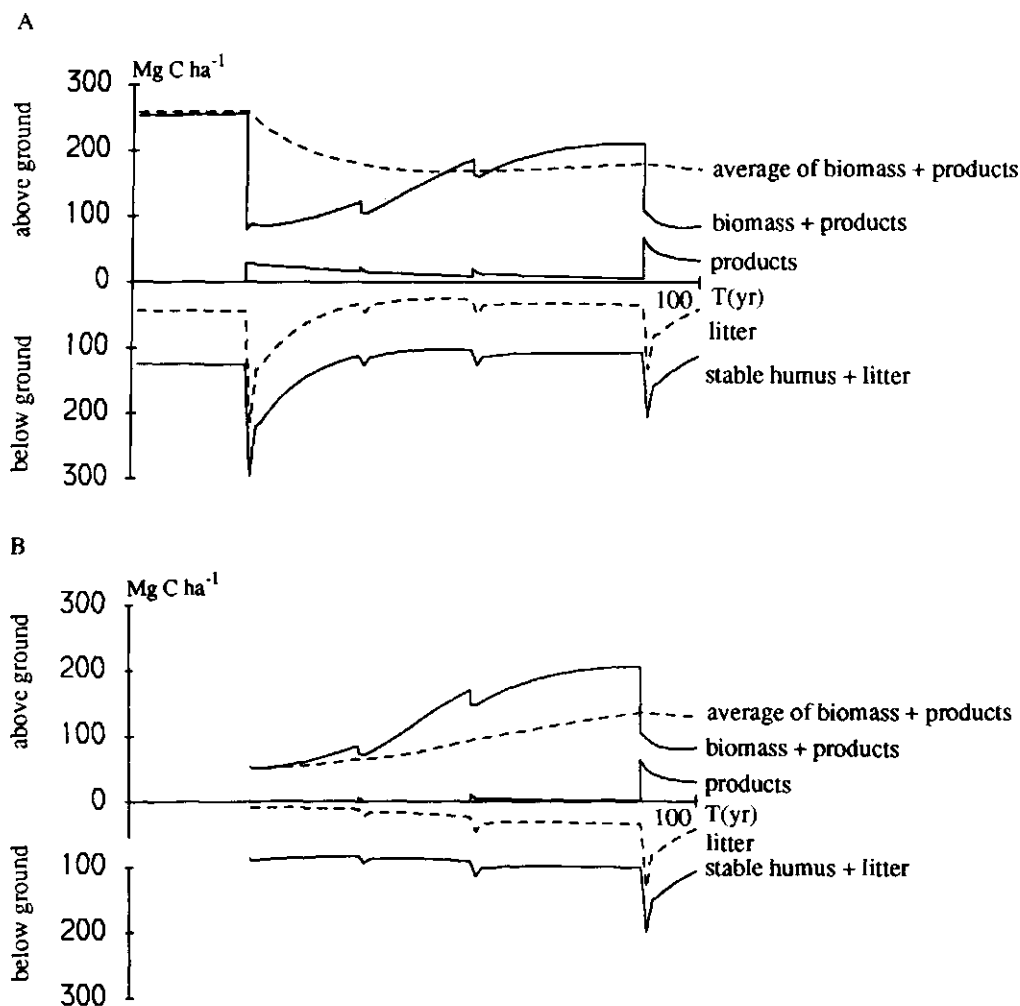 A
Mg C ha⁻¹
300
200
100
0
100
200
300
above ground
below ground
average of biomass + products
biomass + products
products
100 T(yr)
litter
stable humus + litter
B
Mg C ha⁻¹
300
200
100
0
100
200
300
above ground
below ground
average of biomass + products
biomass + products
products
100 T(yr)
litter
stable humus + litter